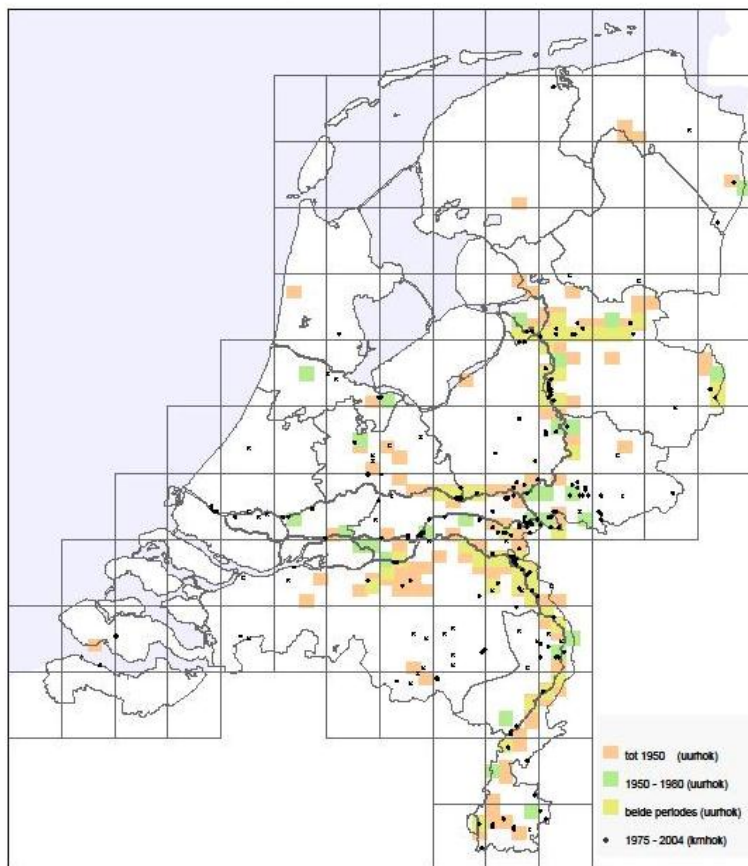 tot 1950 (uurhok)
1950 - 1980 (uurhok)
beide periodes (uurhok)
1975 - 2004 (kmhok)